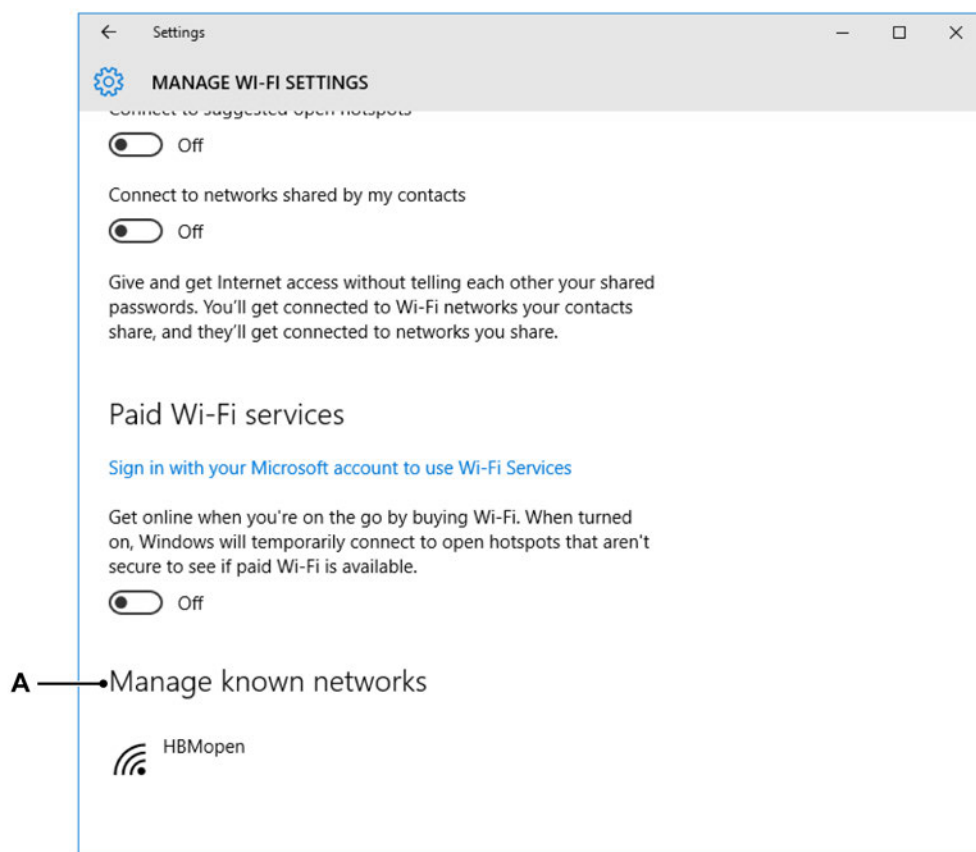 Settings
MANAGE WI-FI SETTINGS
Connect to suggested open hotspots
Off
Connect to networks shared by my contacts
Off
Give and get Internet access without telling each other your shared
passwords. You'll get connected to Wi-Fi networks your contacts
share, and they'll get connected to networks you share.
Paid Wi-Fi services
Sign in with your Microsoft account to use Wi-Fi Services
Get online when you're on the go by buying Wi-Fi. When turned
on, Windows will temporarily connect to open hotspots that aren't
secure to see if paid Wi-Fi is available.
Off
A
Manage known networks
HBMopen